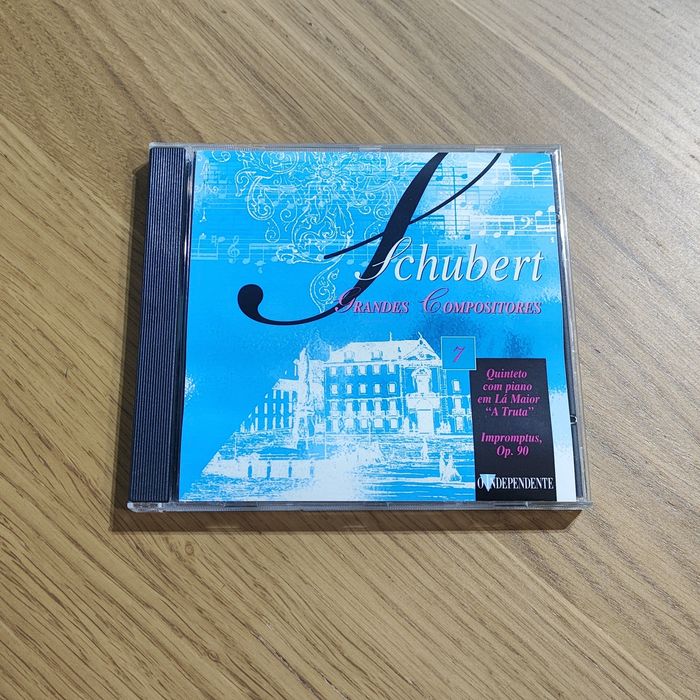 Schubert
GRANDES COMPOSITORES
7
Quinteto
com piano
em Lá Maior
"A Truta"
Impromptus,
Op. 90
O INDEPENDENTE